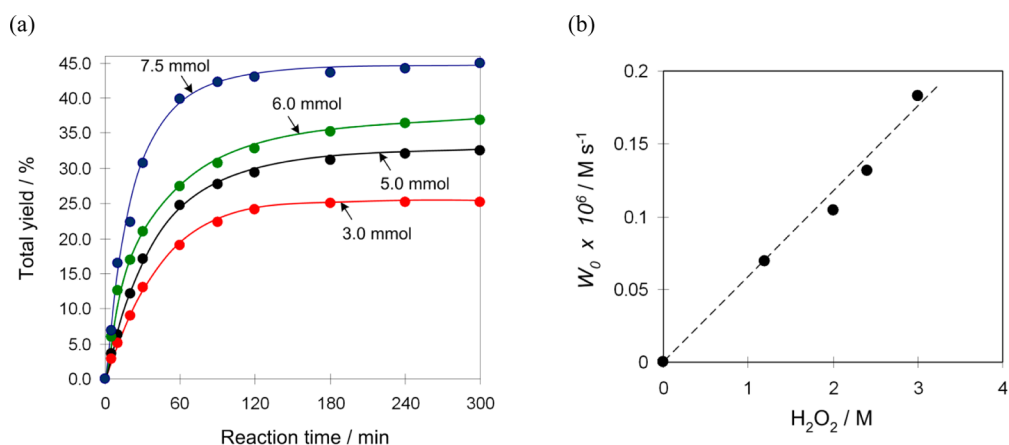 (a)
45.0
40.0
35.0
30.0
25.0
20.0
15.0
10.0
5.0
0.0
Total yield / %
7.5 mmol
6.0 mmol
5.0 mmol
3.0 mmol
0 60 120 180 240 300
Reaction time / min
(b)
0.2
0.15
0.1
0.05
0
W₀ x 10⁶ / M s⁻¹
0 1 2 3 4
H₂O₂ / M